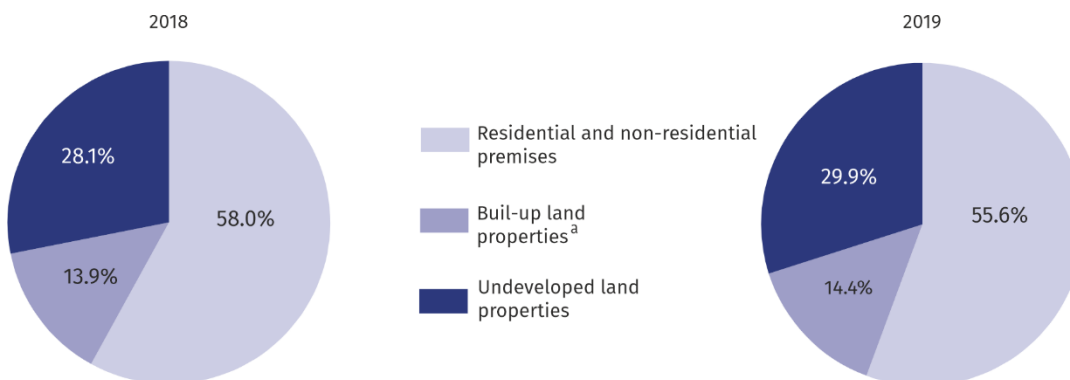 2018
2019
28.1%
58.0%
13.9%
Residential and non-residential
premises
Buil-up land
properties a
Undeveloped land
properties
29.9%
55.6%
14.4%